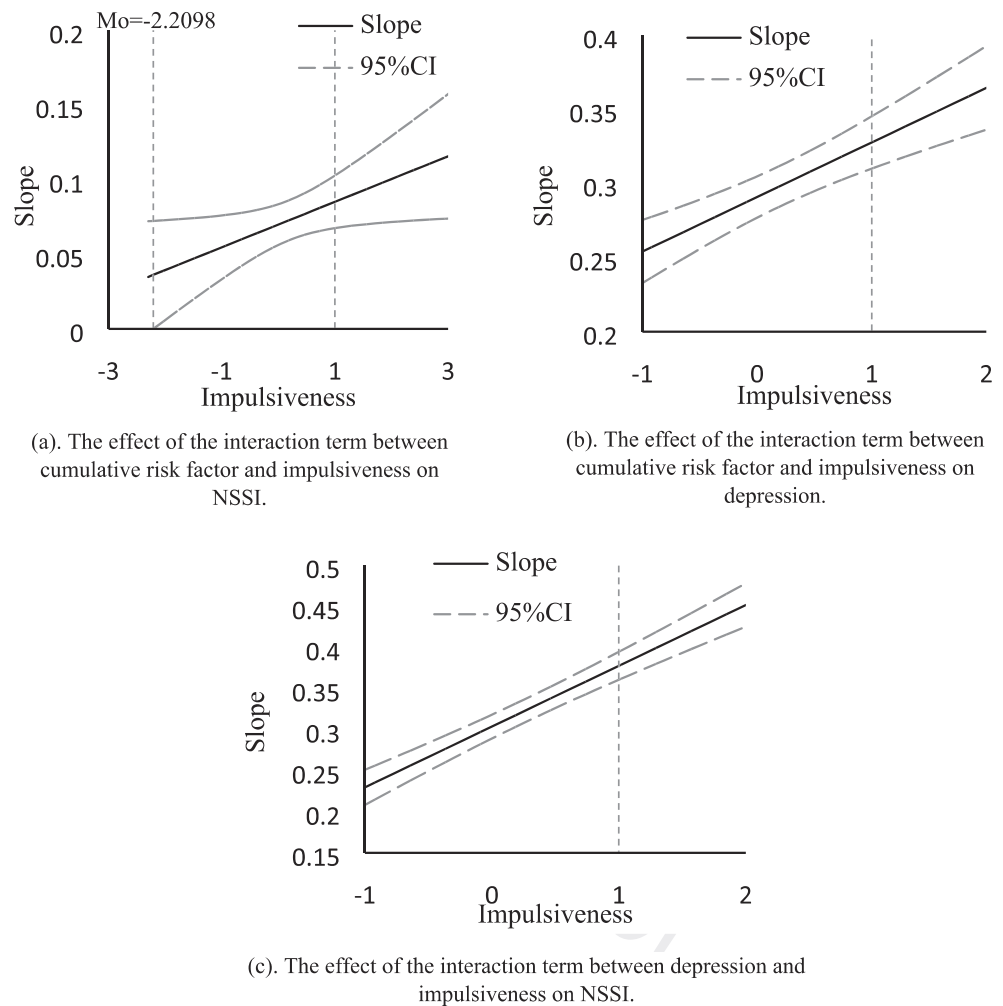 Mo=-2.2098
Slope
95%CI
0.2
0.15
0.1
0.05
0
Slope
-3 -1 1 3
Impulsiveness
(a). The effect of the interaction term between
cumulative risk factor and impulsiveness on
NSSI.
Slope
95%CI
0.4
0.35
0.3
0.25
0.2
Slope
-1 0 1 2
Impulsiveness
(b). The effect of the interaction term between
cumulative risk factor and impulsiveness on
depression.
Slope
95%CI
0.5
0.45
0.4
0.35
0.3
0.25
0.2
0.15
Slope
-1 0 1 2
Impulsiveness
(c). The effect of the interaction term between depression and
impulsiveness on NSSI.